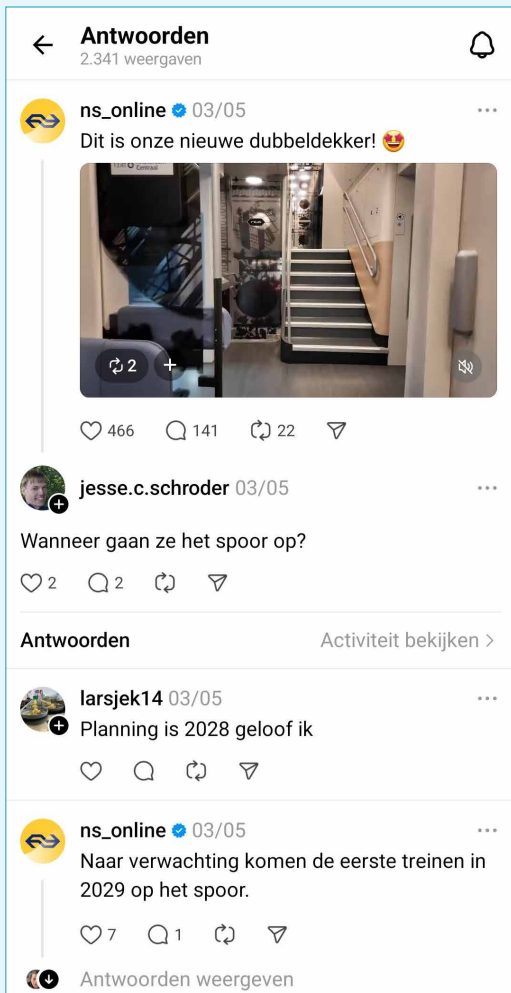 Antwoorden
2.341 weergaven
ns_online 03/05
Dit is onze nieuwe dubbeldekker! 🤩
Centraal
2
466 141 22
jesse.c.schroder 03/05
Wanneer gaan ze het spoor op?
2 2
Antwoorden Activiteit bekijken >
larsjek14 03/05
Planning is 2028 geloof ik
ns_online 03/05
Naar verwachting komen de eerste treinen in
2029 op het spoor.
7 1
Antwoorden weergeven